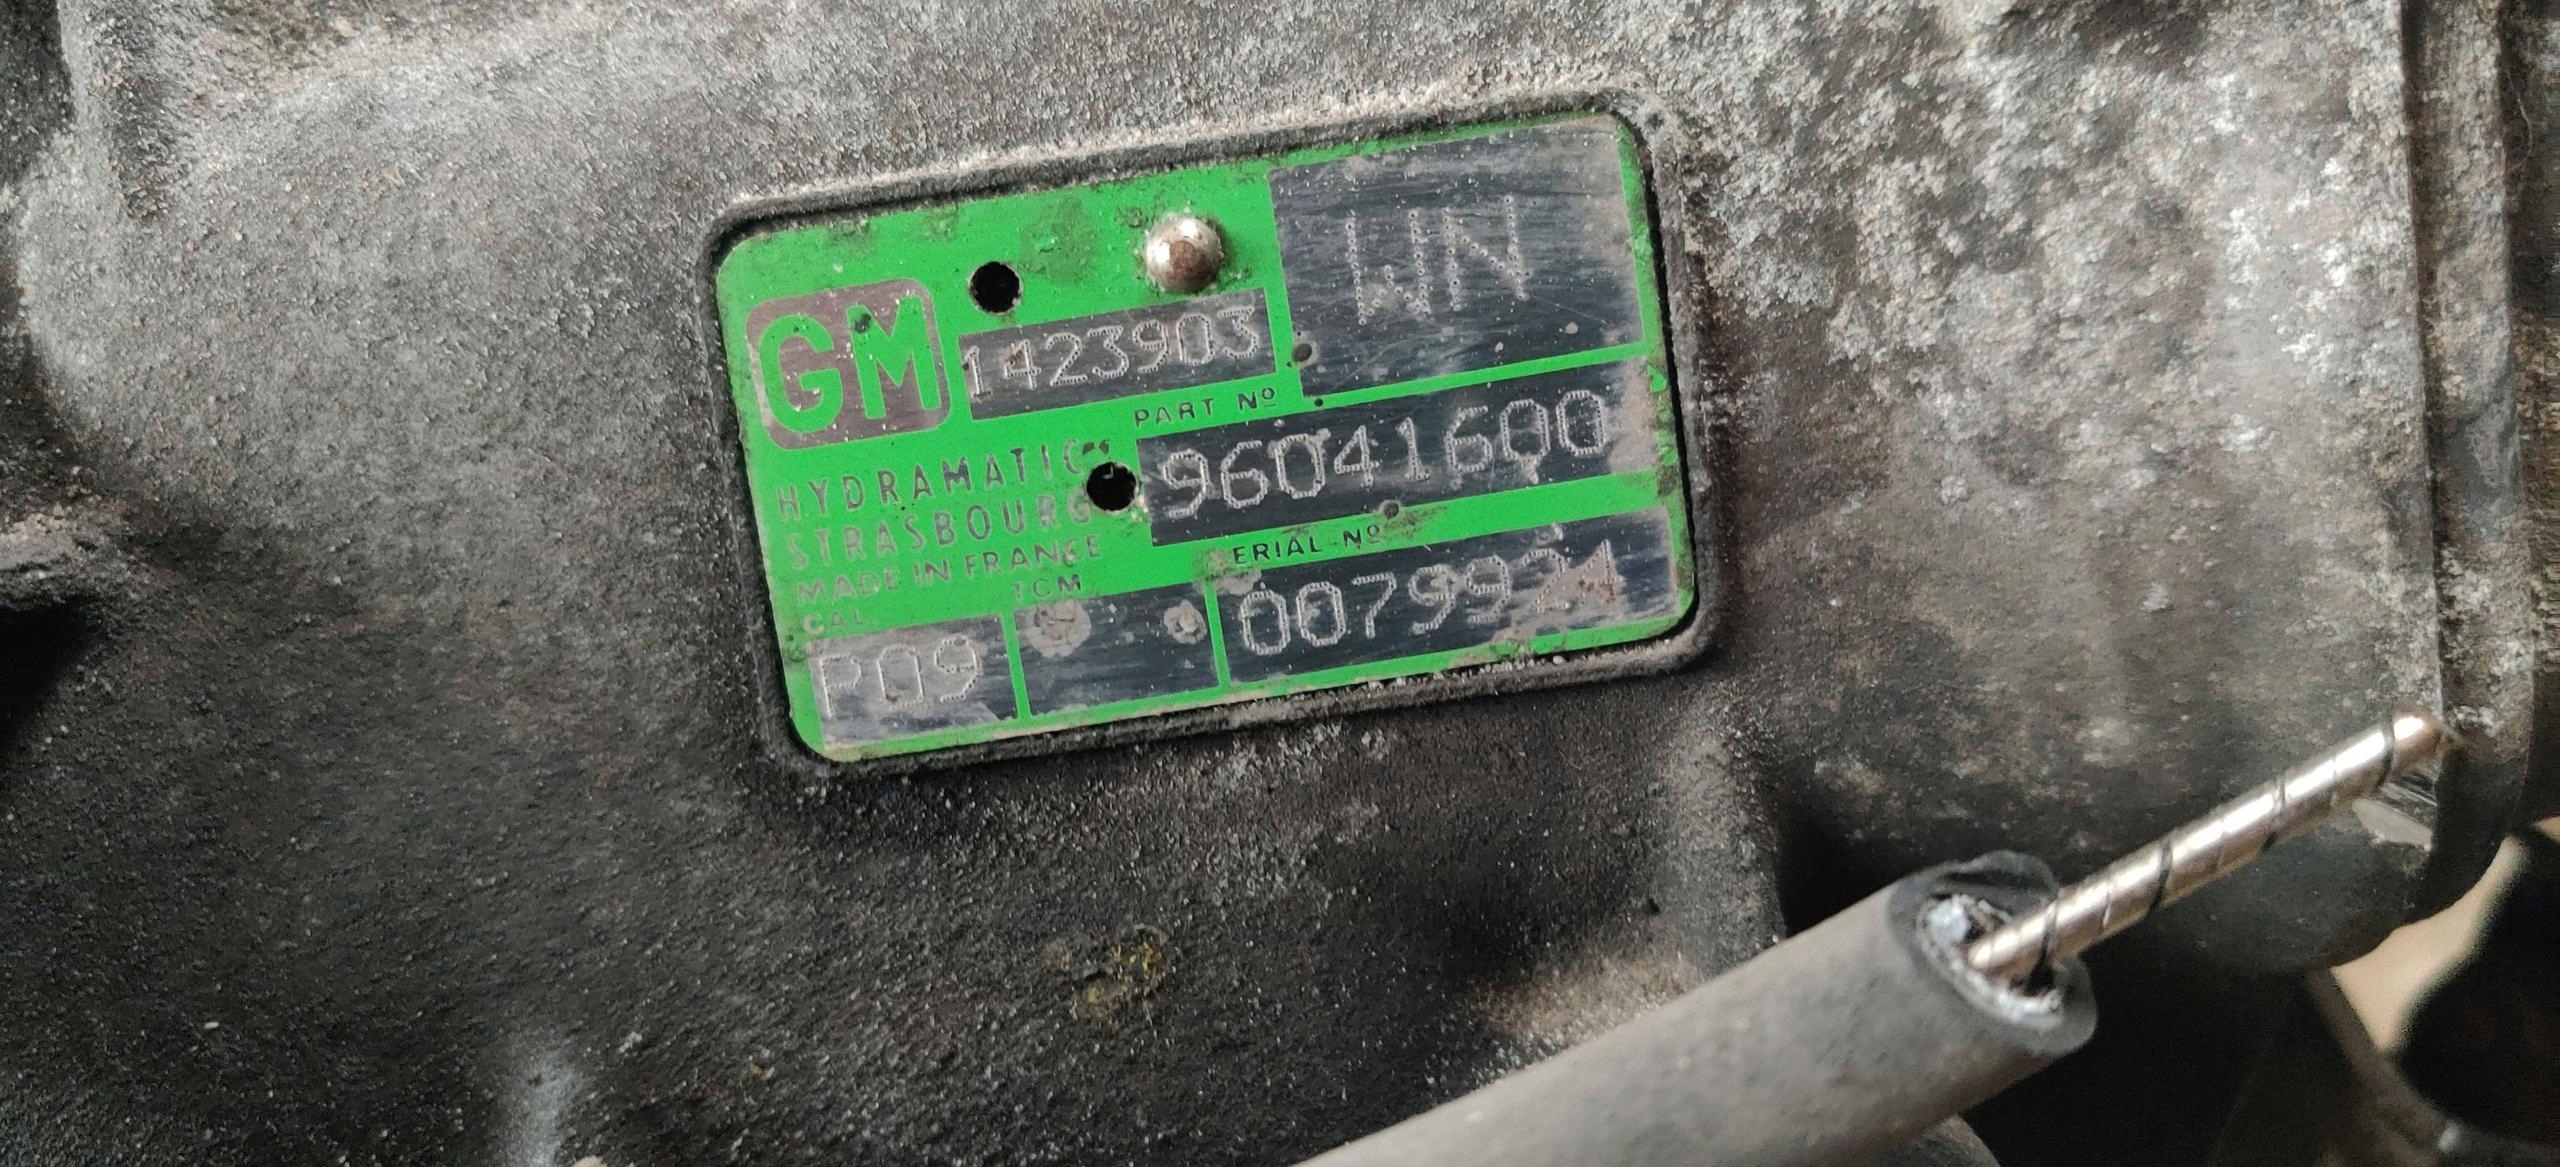 WN
GM
1423903
PART Nº
96041600
HYDRAMATIC
STRASBOURG
MADE IN FRANCE
ERIAL Nº
TCM
0079924
CAL.
P09